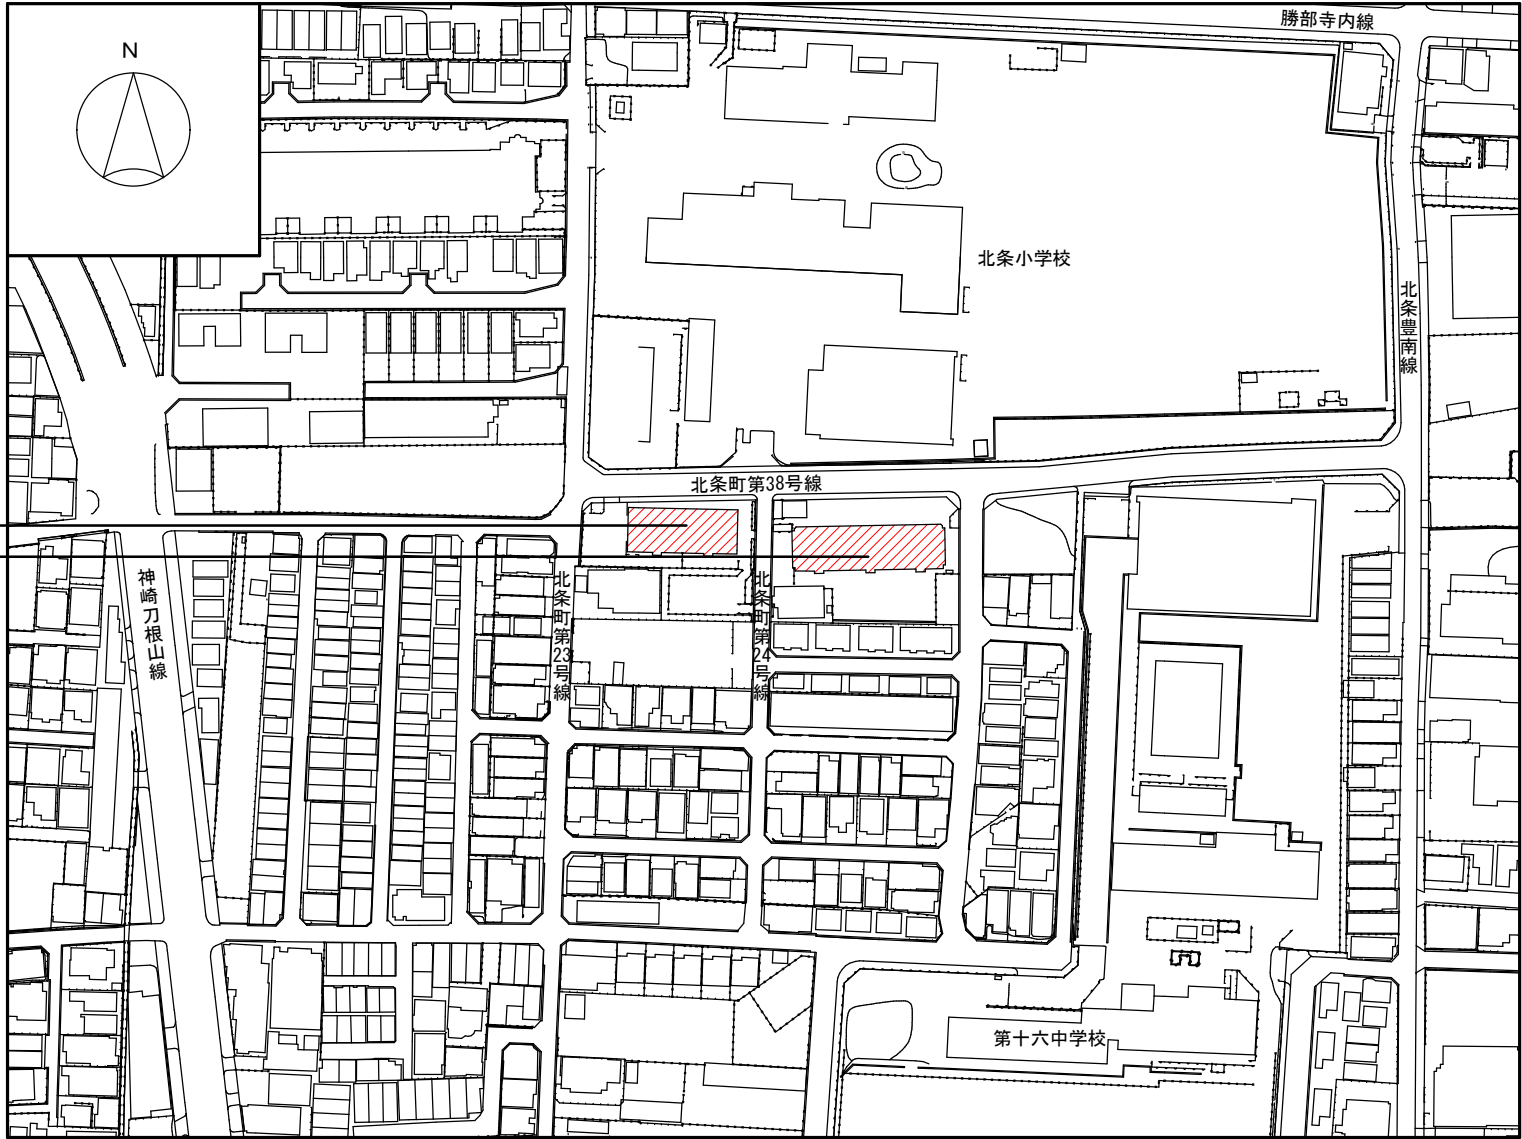 勝部寺内線
N
北条小学校
北条豊南線
北条町第38号線
神崎刀根山線
北条町第23号線
北条町第24号線
第十六中学校